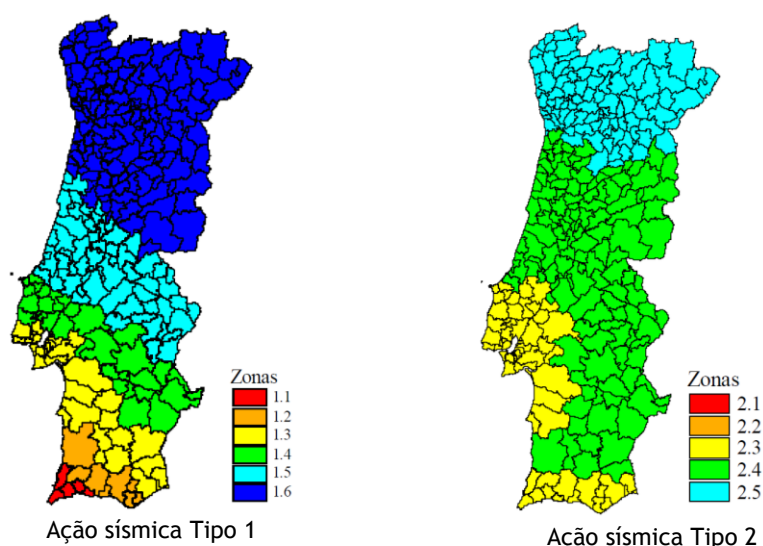 Zonas
1.1
1.2
1.3
1.4
1.5
1.6
Ação sísmica Tipo 1
Zonas
2.1
2.2
2.3
2.4
2.5
Ação sísmica Tipo 2